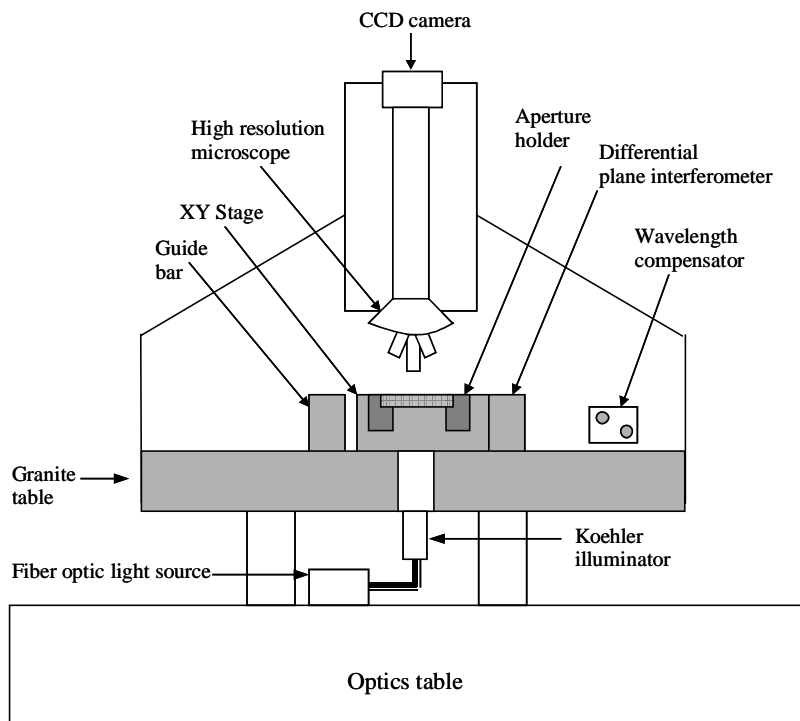 CCD camera
High resolution
microscope
Aperture
holder
Differential
plane interferometer
XY Stage
Guide
bar
Wavelength
compensator
Granite
table
Koehler
illuminator
Fiber optic light source
Optics table